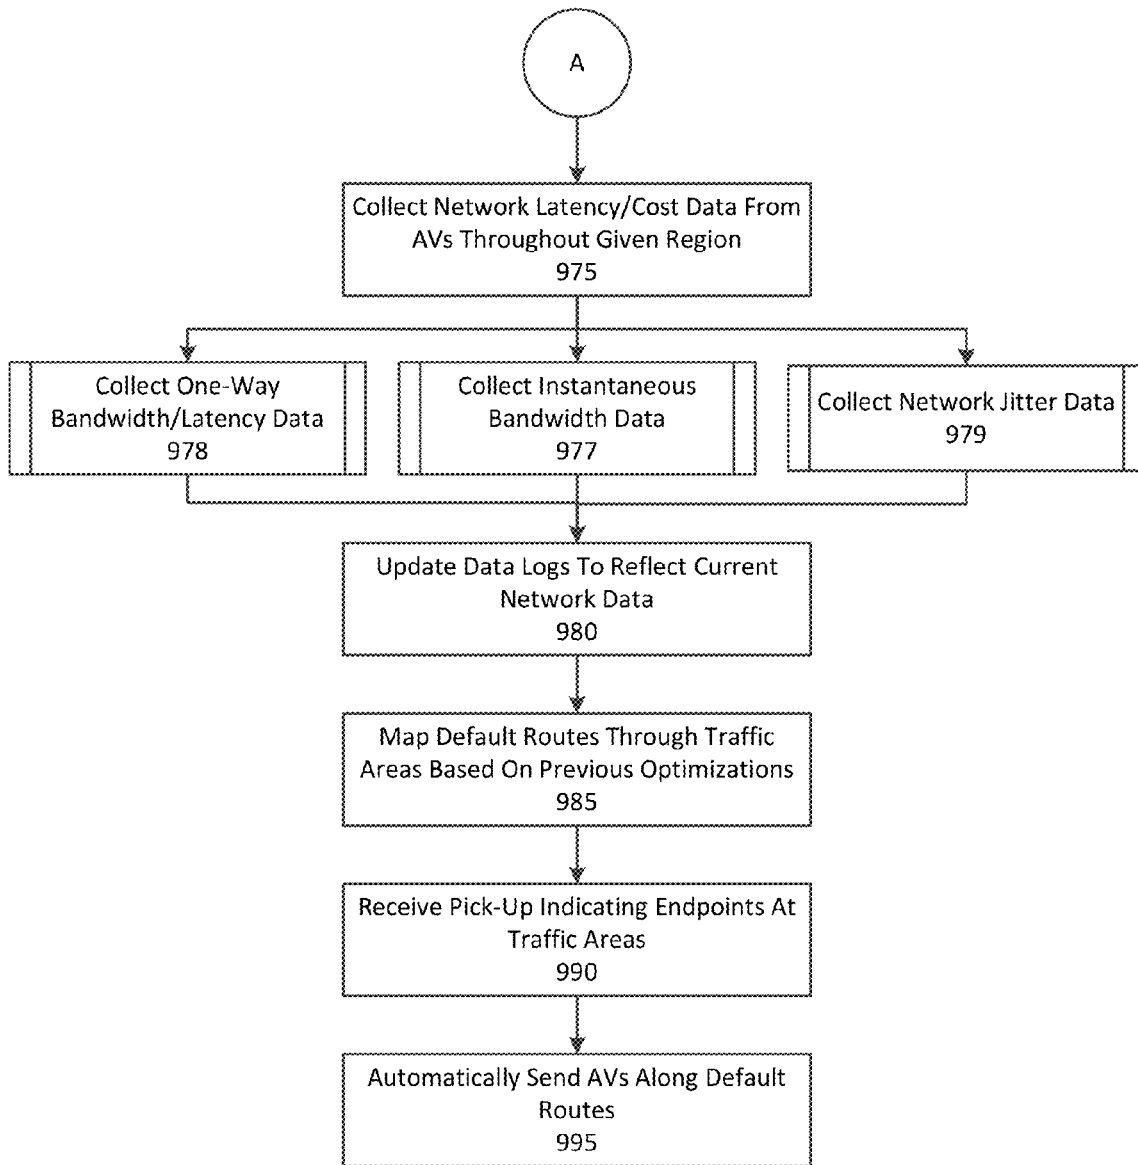 A
Collect Network Latency/Cost Data From
AVs Throughout Given Region
975
Collect One-Way
Bandwidth/Latency Data
978
Collect Instantaneous
Bandwidth Data
977
Collect Network Jitter Data
979
Update Data Logs To Reflect Current
Network Data
980
Map Default Routes Through Traffic
Areas Based On Previous Optimizations
985
Receive Pick-Up Indicating Endpoints At
Traffic Areas
990
Automatically Send AVs Along Default
Routes
995